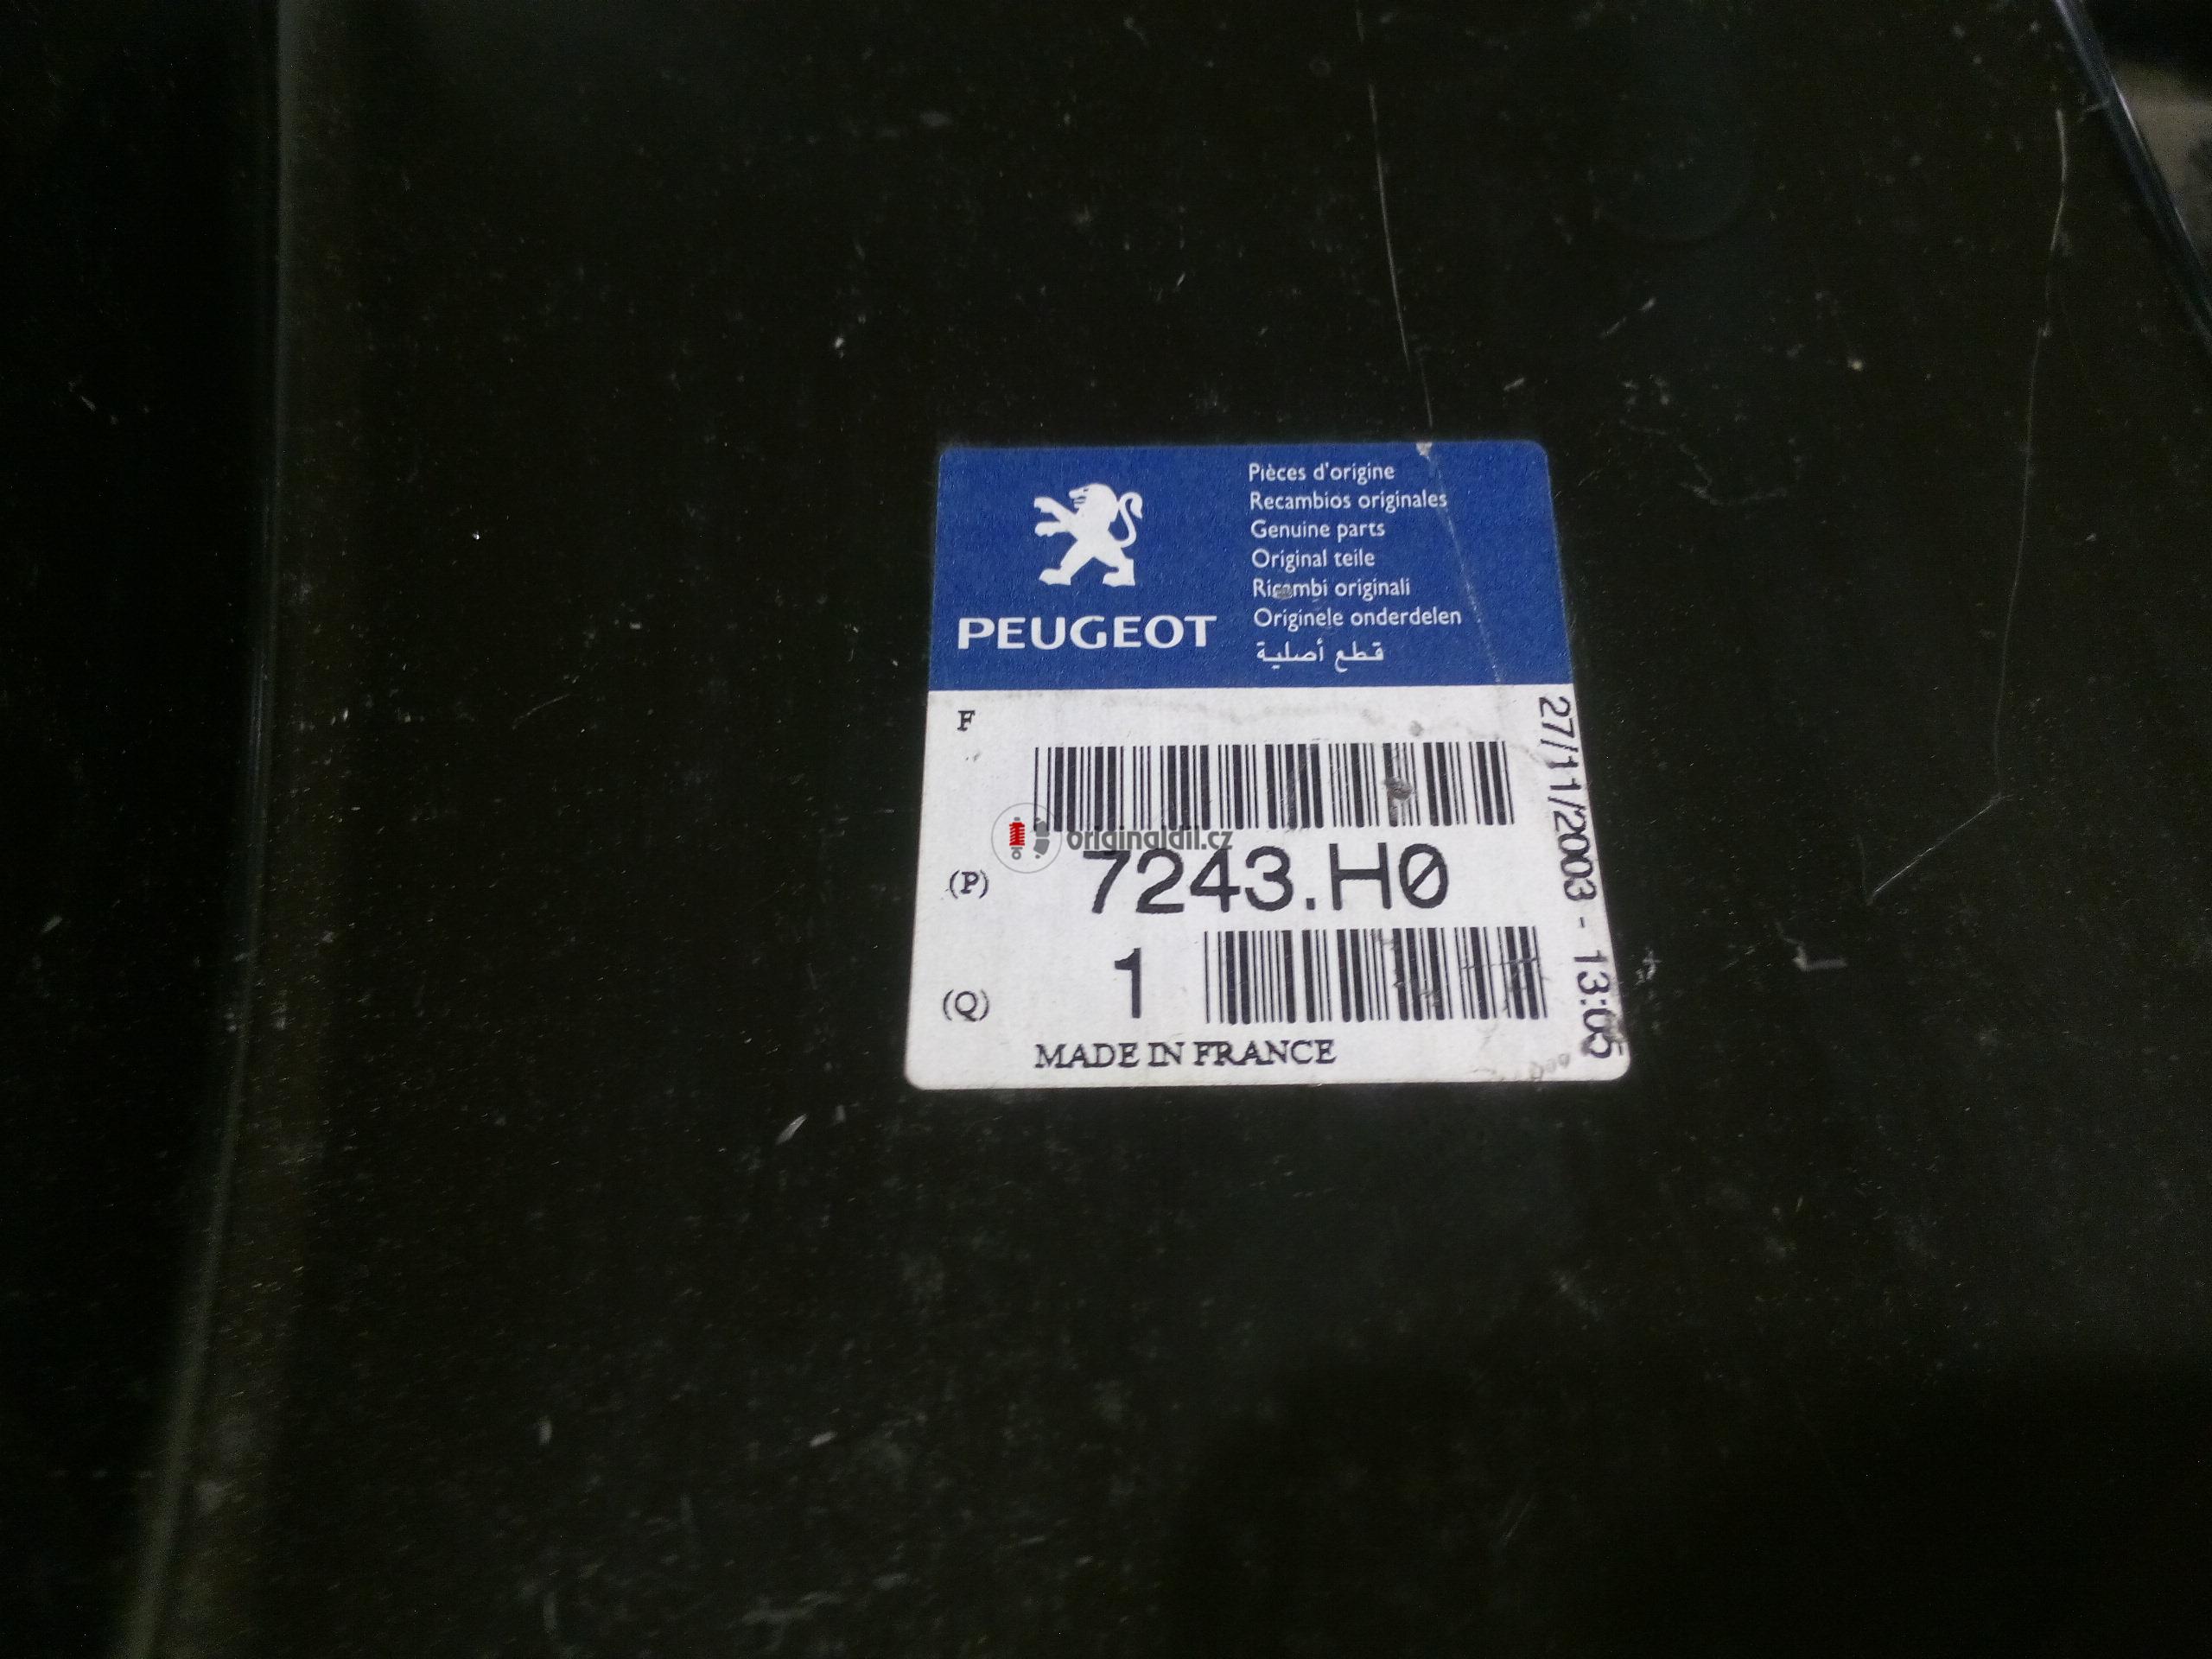 PEUGEOT
Pièces d'origine
Recambios originales
Genuine parts
Original teile
Ricambi originali
Originele onderdelen
قطع أصلية
F
originaldil.cz
(P) 7243.H0
(Q) 1
MADE IN FRANCE
27/11/2003 - 13:05